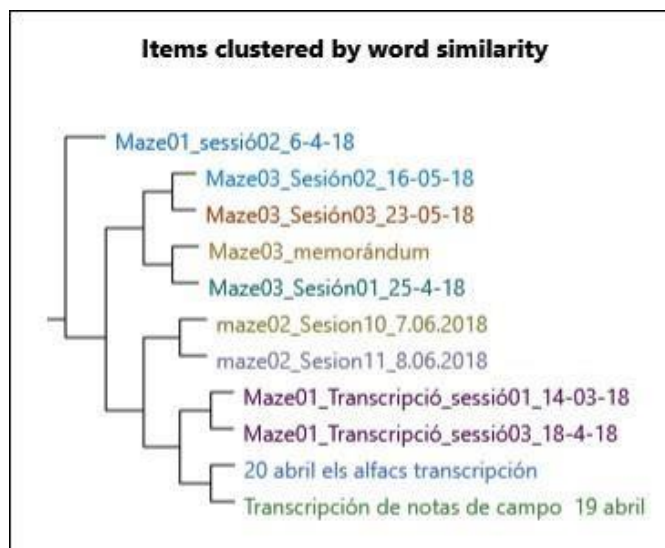 Items clustered by word similarity
Maze01_sessió02_6-4-18
Maze03_Sesión02_16-05-18
Maze03_Sesión03_23-05-18
Maze03_memorándum
Maze03_Sesión01_25-4-18
maze02_Sesion10_7.06.2018
maze02_Sesion11_8.06.2018
Maze01_Transcripció_sessió01_14-03-18
Maze01_Transcripció_sessió03_18-4-18
20 abril els alfacs transcripción
Transcripción de notas de campo 19 abril